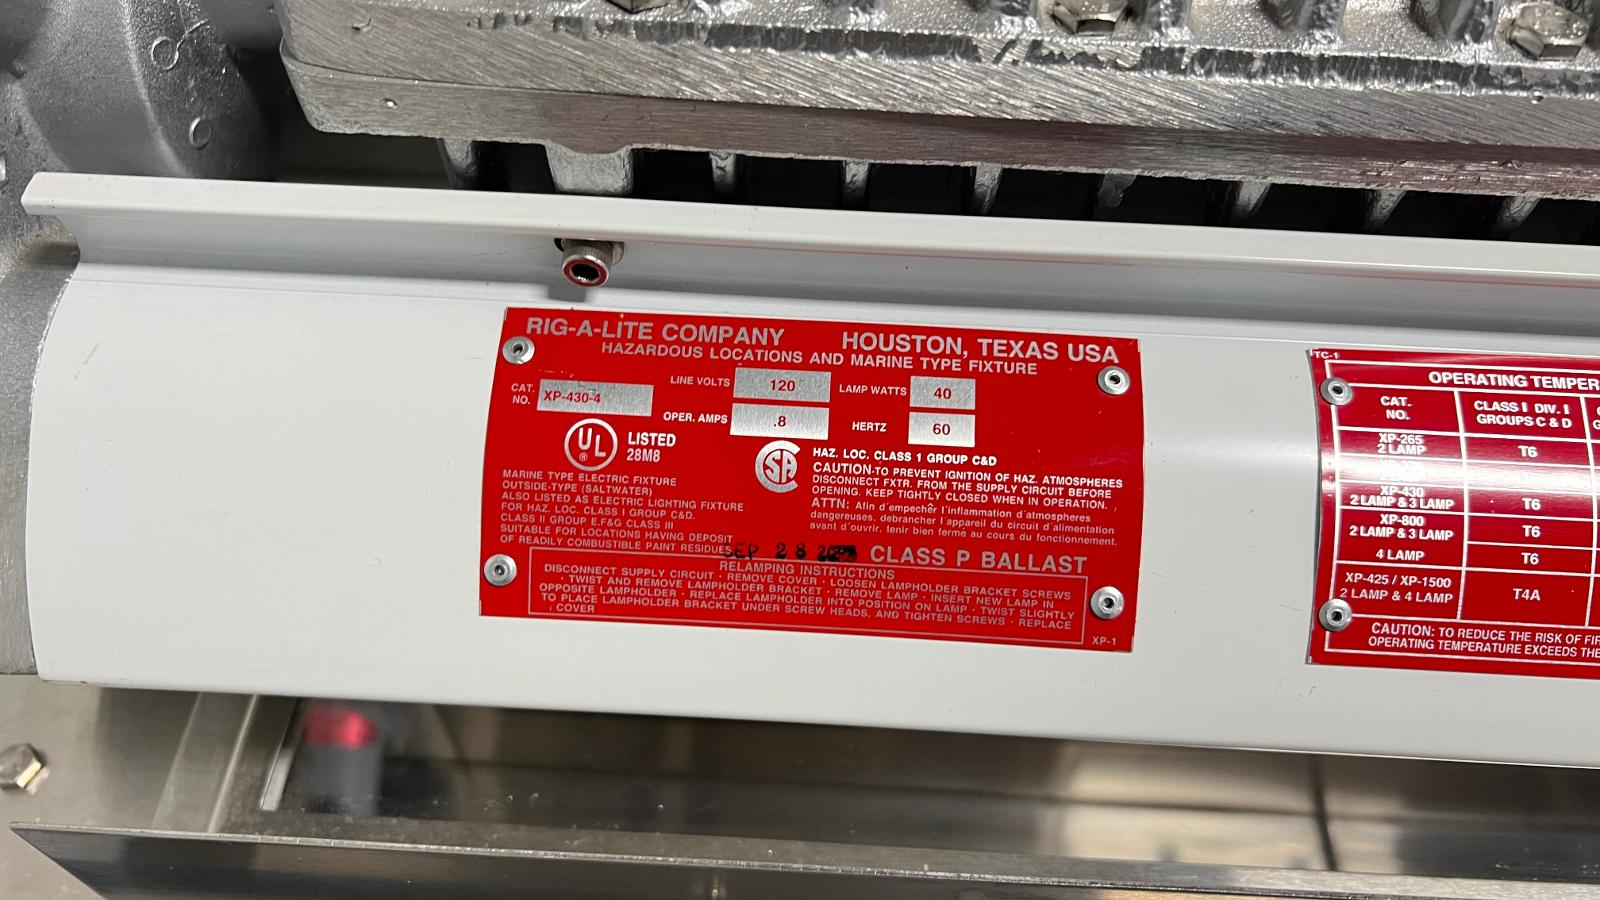 RIG-A-LITE COMPANY HOUSTON, TEXAS USA
HAZARDOUS LOCATIONS AND MARINE TYPE FIXTURE
CAT. NO. XP-430-4
LINE VOLTS 120
LAMP WATTS 40
OPER. AMPS .8
HERTZ 60
UL ® LISTED
28M8
MARINE TYPE ELECTRIC FIXTURE
OUTSIDE-TYPE (SALTWATER)
ALSO LISTED AS ELECTRIC LIGHTING FIXTURE
FOR HAZ. LOC. CLASS I GROUP C&D.
CLASS II GROUP E,F&G CLASS III
SUITABLE FOR LOCATIONS HAVING DEPOSIT
OF READILY COMBUSTIBLE PAINT RESIDUES
SA
HAZ. LOC. CLASS 1 GROUP C&D
CAUTION-TO PREVENT IGNITION OF HAZ. ATMOSPHERES
DISCONNECT FXTR. FROM THE SUPPLY CIRCUIT BEFORE
OPENING. KEEP TIGHTLY CLOSED WHEN IN OPERATION.
ATTN: Afin d'empecher l'inflammation d'atmospheres
dangereuses, debrancher l'appareil du circuit d'alimentation
avant d'ouvrir. tenir bien fermé au cours du fonctionnement.
SEP 28
CLASS P BALLAST
RELAMPING INSTRUCTIONS
DISCONNECT SUPPLY CIRCUIT · REMOVE COVER · LOOSEN LAMPHOLDER BRACKET SCREWS
· TWIST AND REMOVE LAMPHOLDER BRACKET · REMOVE LAMP · INSERT NEW LAMP IN
OPPOSITE LAMPHOLDER · REPLACE LAMPHOLDER INTO POSITION ON LAMP · TWIST SLIGHTLY
TO PLACE LAMPHOLDER BRACKET UNDER SCREW HEADS, AND TIGHTEN SCREWS · REPLACE
COVER
XP-1
TC-1
OPERATING TEMPER
CAT. NO.
CLASS I DIV. I
GROUPS C & D
XP-265
2 LAMP T6
XP-430
2 LAMP & 3 LAMP T6
XP-800
2 LAMP & 3 LAMP T6
4 LAMP T6
XP-425 / XP-1500
2 LAMP & 4 LAMP T4A
CAUTION: TO REDUCE THE RISK OF FIR
OPERATING TEMPERATURE EXCEEDS THE